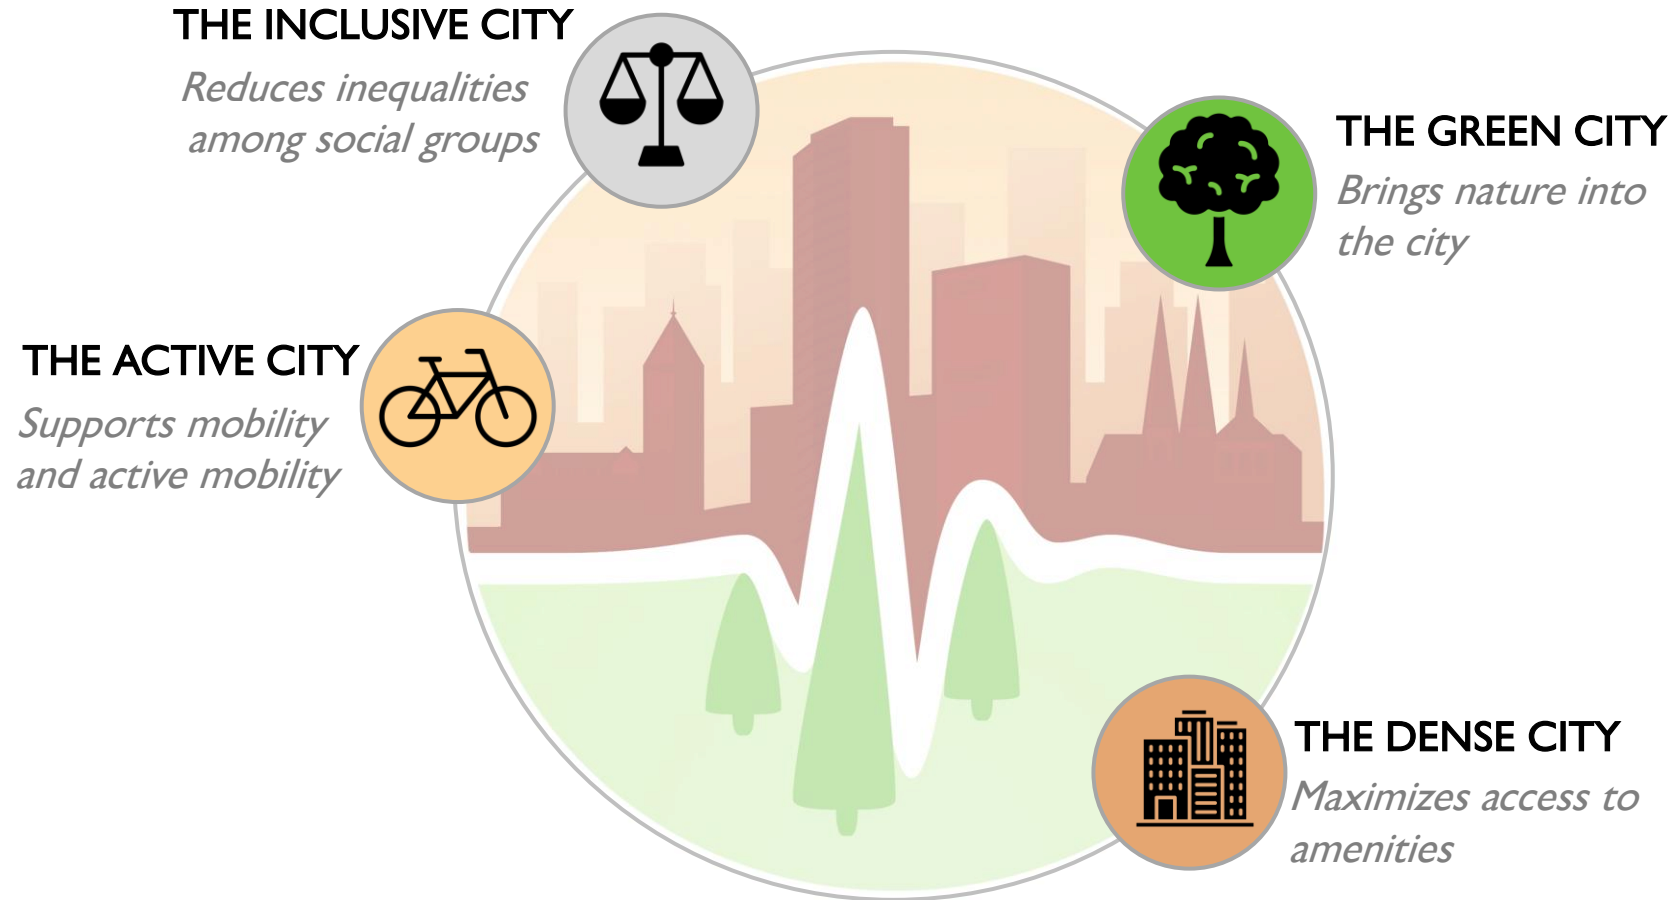 THE INCLUSIVE CITY
Reduces inequalities
among social groups
THE GREEN CITY
Brings nature into
the city
THE ACTIVE CITY
Supports mobility
and active mobility
THE DENSE CITY
Maximizes access to
amenities